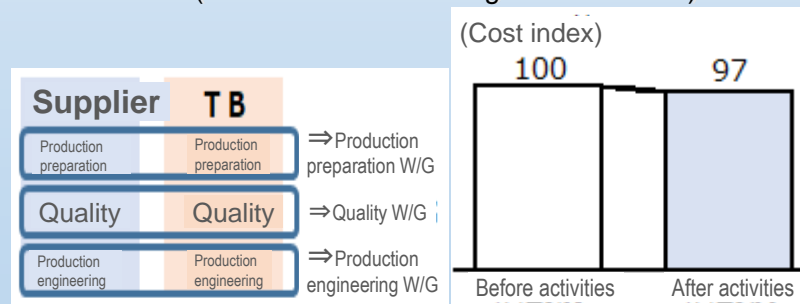 Supplier
T B
Production
preparation
Production
preparation
⇒Production
preparation W/G
Quality
Quality
⇒Quality W/G
Production
engineering
Production
engineering
⇒Production
engineering W/G
(Cost index)
100
97
Before activities
After activities